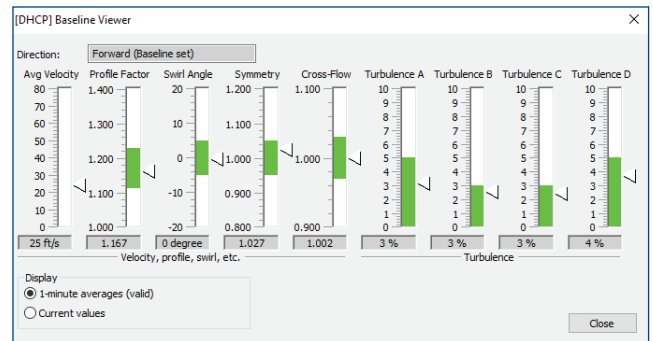 [DHCP] Baseline Viewer
Direction: Forward (Baseline set)
Avg Velocity Profile Factor Swirl Angle Symmetry Cross-Flow Turbulence A Turbulence B Turbulence C Turbulence D
80 1.400 20 1.200 1.100 10 10 10 10
9 9 9 9
70
8 8 8 8
60 1.300 10 1.100
7 7 7 7
50
6 6 6 6
40 1.200 0 1.000 1.000 5 5 5 5
30
4 4 4 4
3 3 3 3
20 1.100 -10 0.900
2 2 2 2
10
1 1 1 1
0 1.000 -20 0.800 0.900 0 0 0 0
25 ft/s 1.167 0 degree 1.027 1.002 3 % 3 % 3 % 4 %
Velocity, profile, swirl, etc. Turbulence
Display
1-minute averages (valid)
Current values
Close